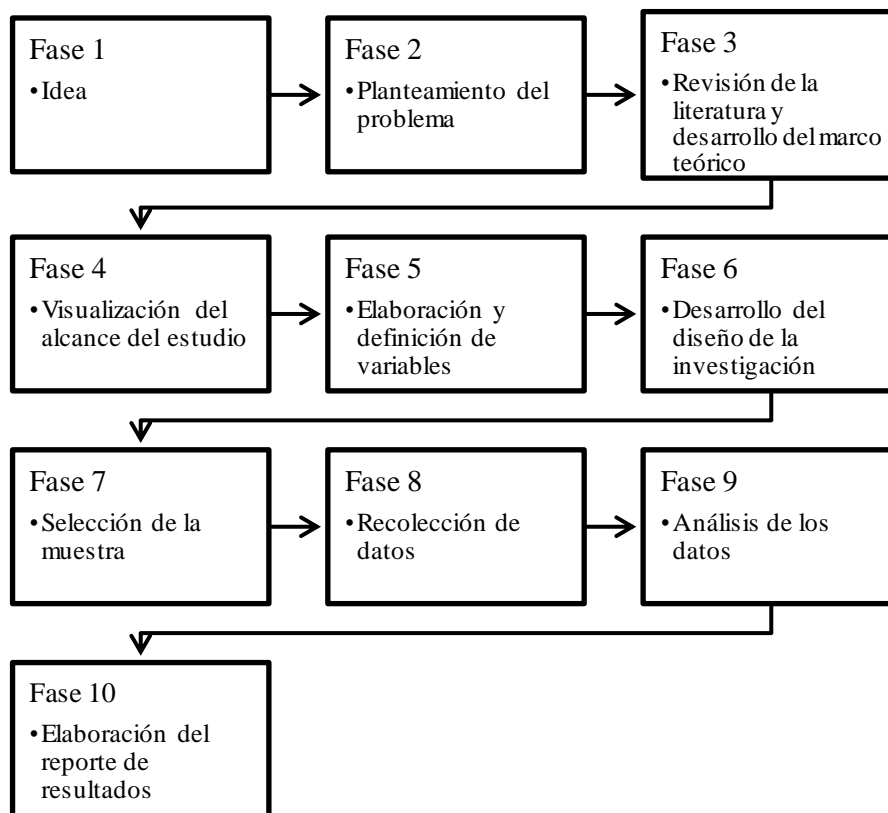 Fase 1
•Idea
Fase 2
•Planteamiento del
problema
Fase 3
•Revisión de la
literatura y
desarrollo del marco
teórico
Fase 4
•Visualización del
alcance del estudio
Fase 5
•Elaboración y
definición de
variables
Fase 6
•Desarrollo del
diseño de la
investigación
Fase 7
•Selección de la
muestra
Fase 8
•Recolección de
datos
Fase 9
•Análisis de los
datos
Fase 10
•Elaboración del
reporte de
resultados